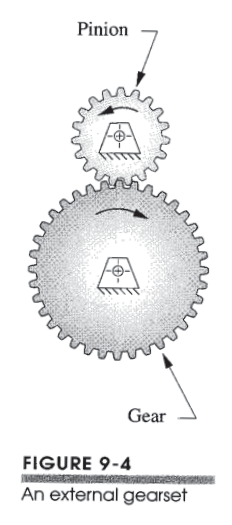 Pinion
Gear
FIGURE 9-4
An external gearset